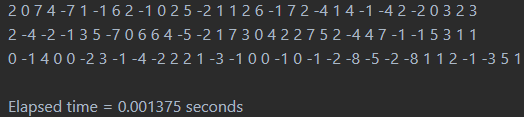 2 0 7 4 -7 1 -1 6 2 -1 0 2 5 -2 1 1 2 6 -1 7 2 -4 1 4 -1 -4 2 -2 0 3 2 3
2 -4 -2 -1 3 5 -7 0 6 6 4 -5 -2 1 7 3 0 4 2 2 7 5 2 -4 4 7 -1 -1 5 3 1 1
0 -1 4 0 0 -2 3 -1 -4 -2 2 2 1 -3 -1 0 0 -1 0 -1 -2 -8 -5 -2 -8 1 1 2 -1 -3 5 1
Elapsed time = 0.001375 seconds